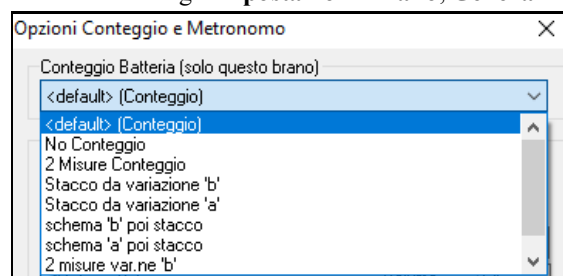 Opzioni Conteggio e Metronomo
Conteggio Batteria (solo questo brano)
<default> (Conteggio)
<default> (Conteggio)
No Conteggio
2 Misure Conteggio
Stacco da variazione 'b'
Stacco da variazione 'a'
schema 'b' poi stacco
schema 'a' poi stacco
2 misure var.ne 'b'